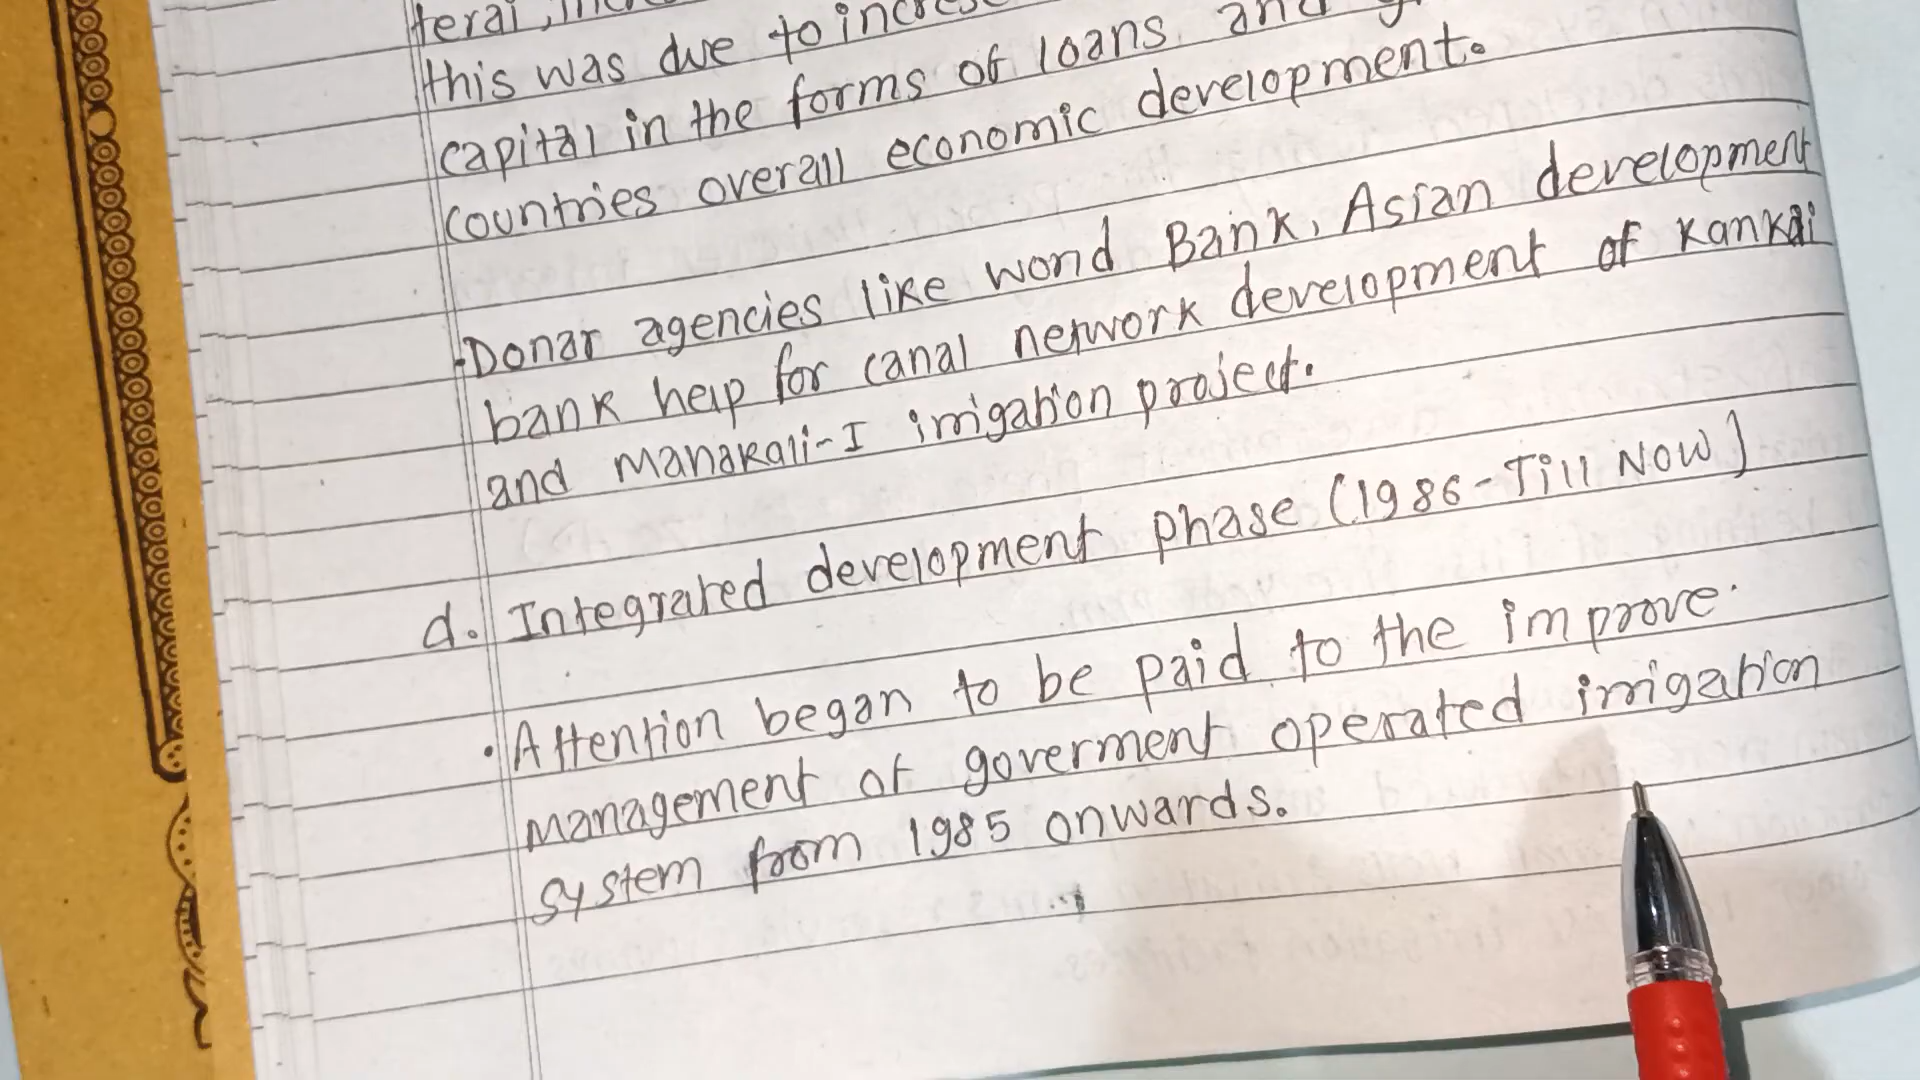 this was due to
capital in the forms of loans and
countries overall economic development.
Donar agencies like word Bank, Asian development
bank help for canal network development of kankai
and Manakali-I irrigation project.
d. Integrated development phase (1986-Till NOW)
• Attention began to be paid to the improve
management of goverment operated irrigation
system from 1985 onwards.